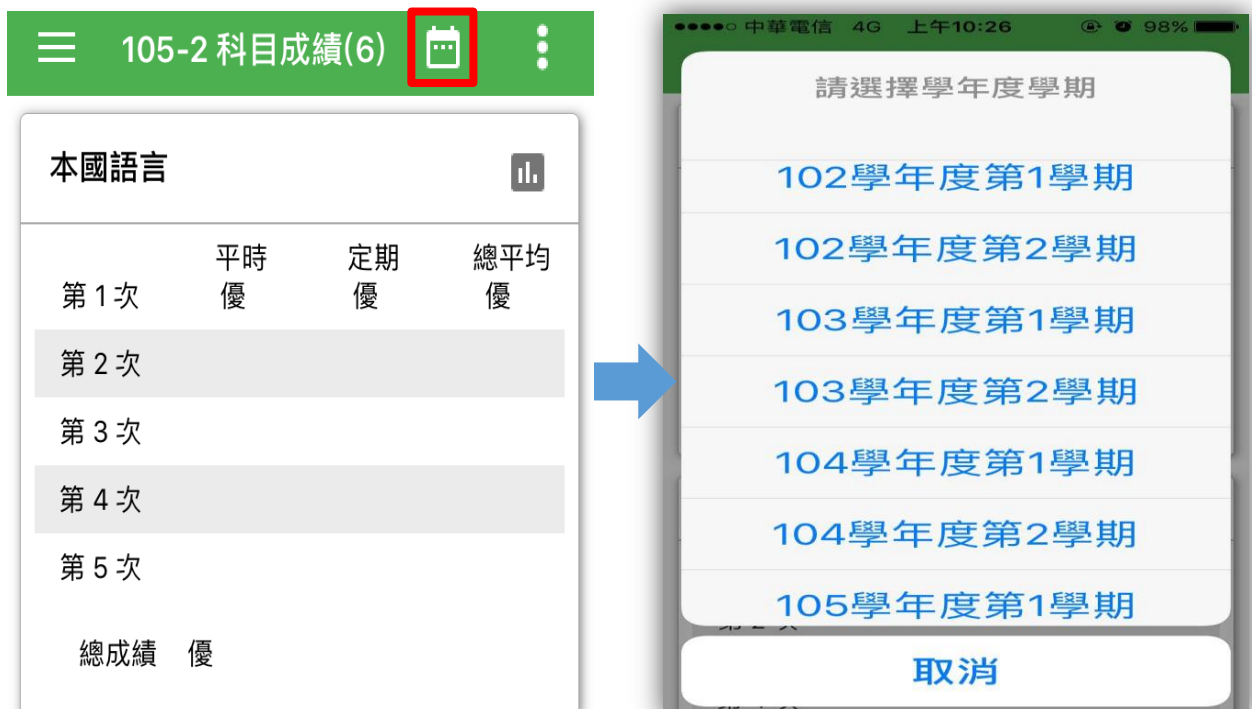 105-2 科目成績(6)
本國語言
平時 定期 總平均
第 1 次 優 優 優
第 2 次
第 3 次
第 4 次
第 5 次
總成績 優
中華電信 4G 上午10:26 98%
請選擇學年度學期
102學年度第1學期
102學年度第2學期
103學年度第1學期
103學年度第2學期
104學年度第1學期
104學年度第2學期
105學年度第1學期
第 2 次
取消